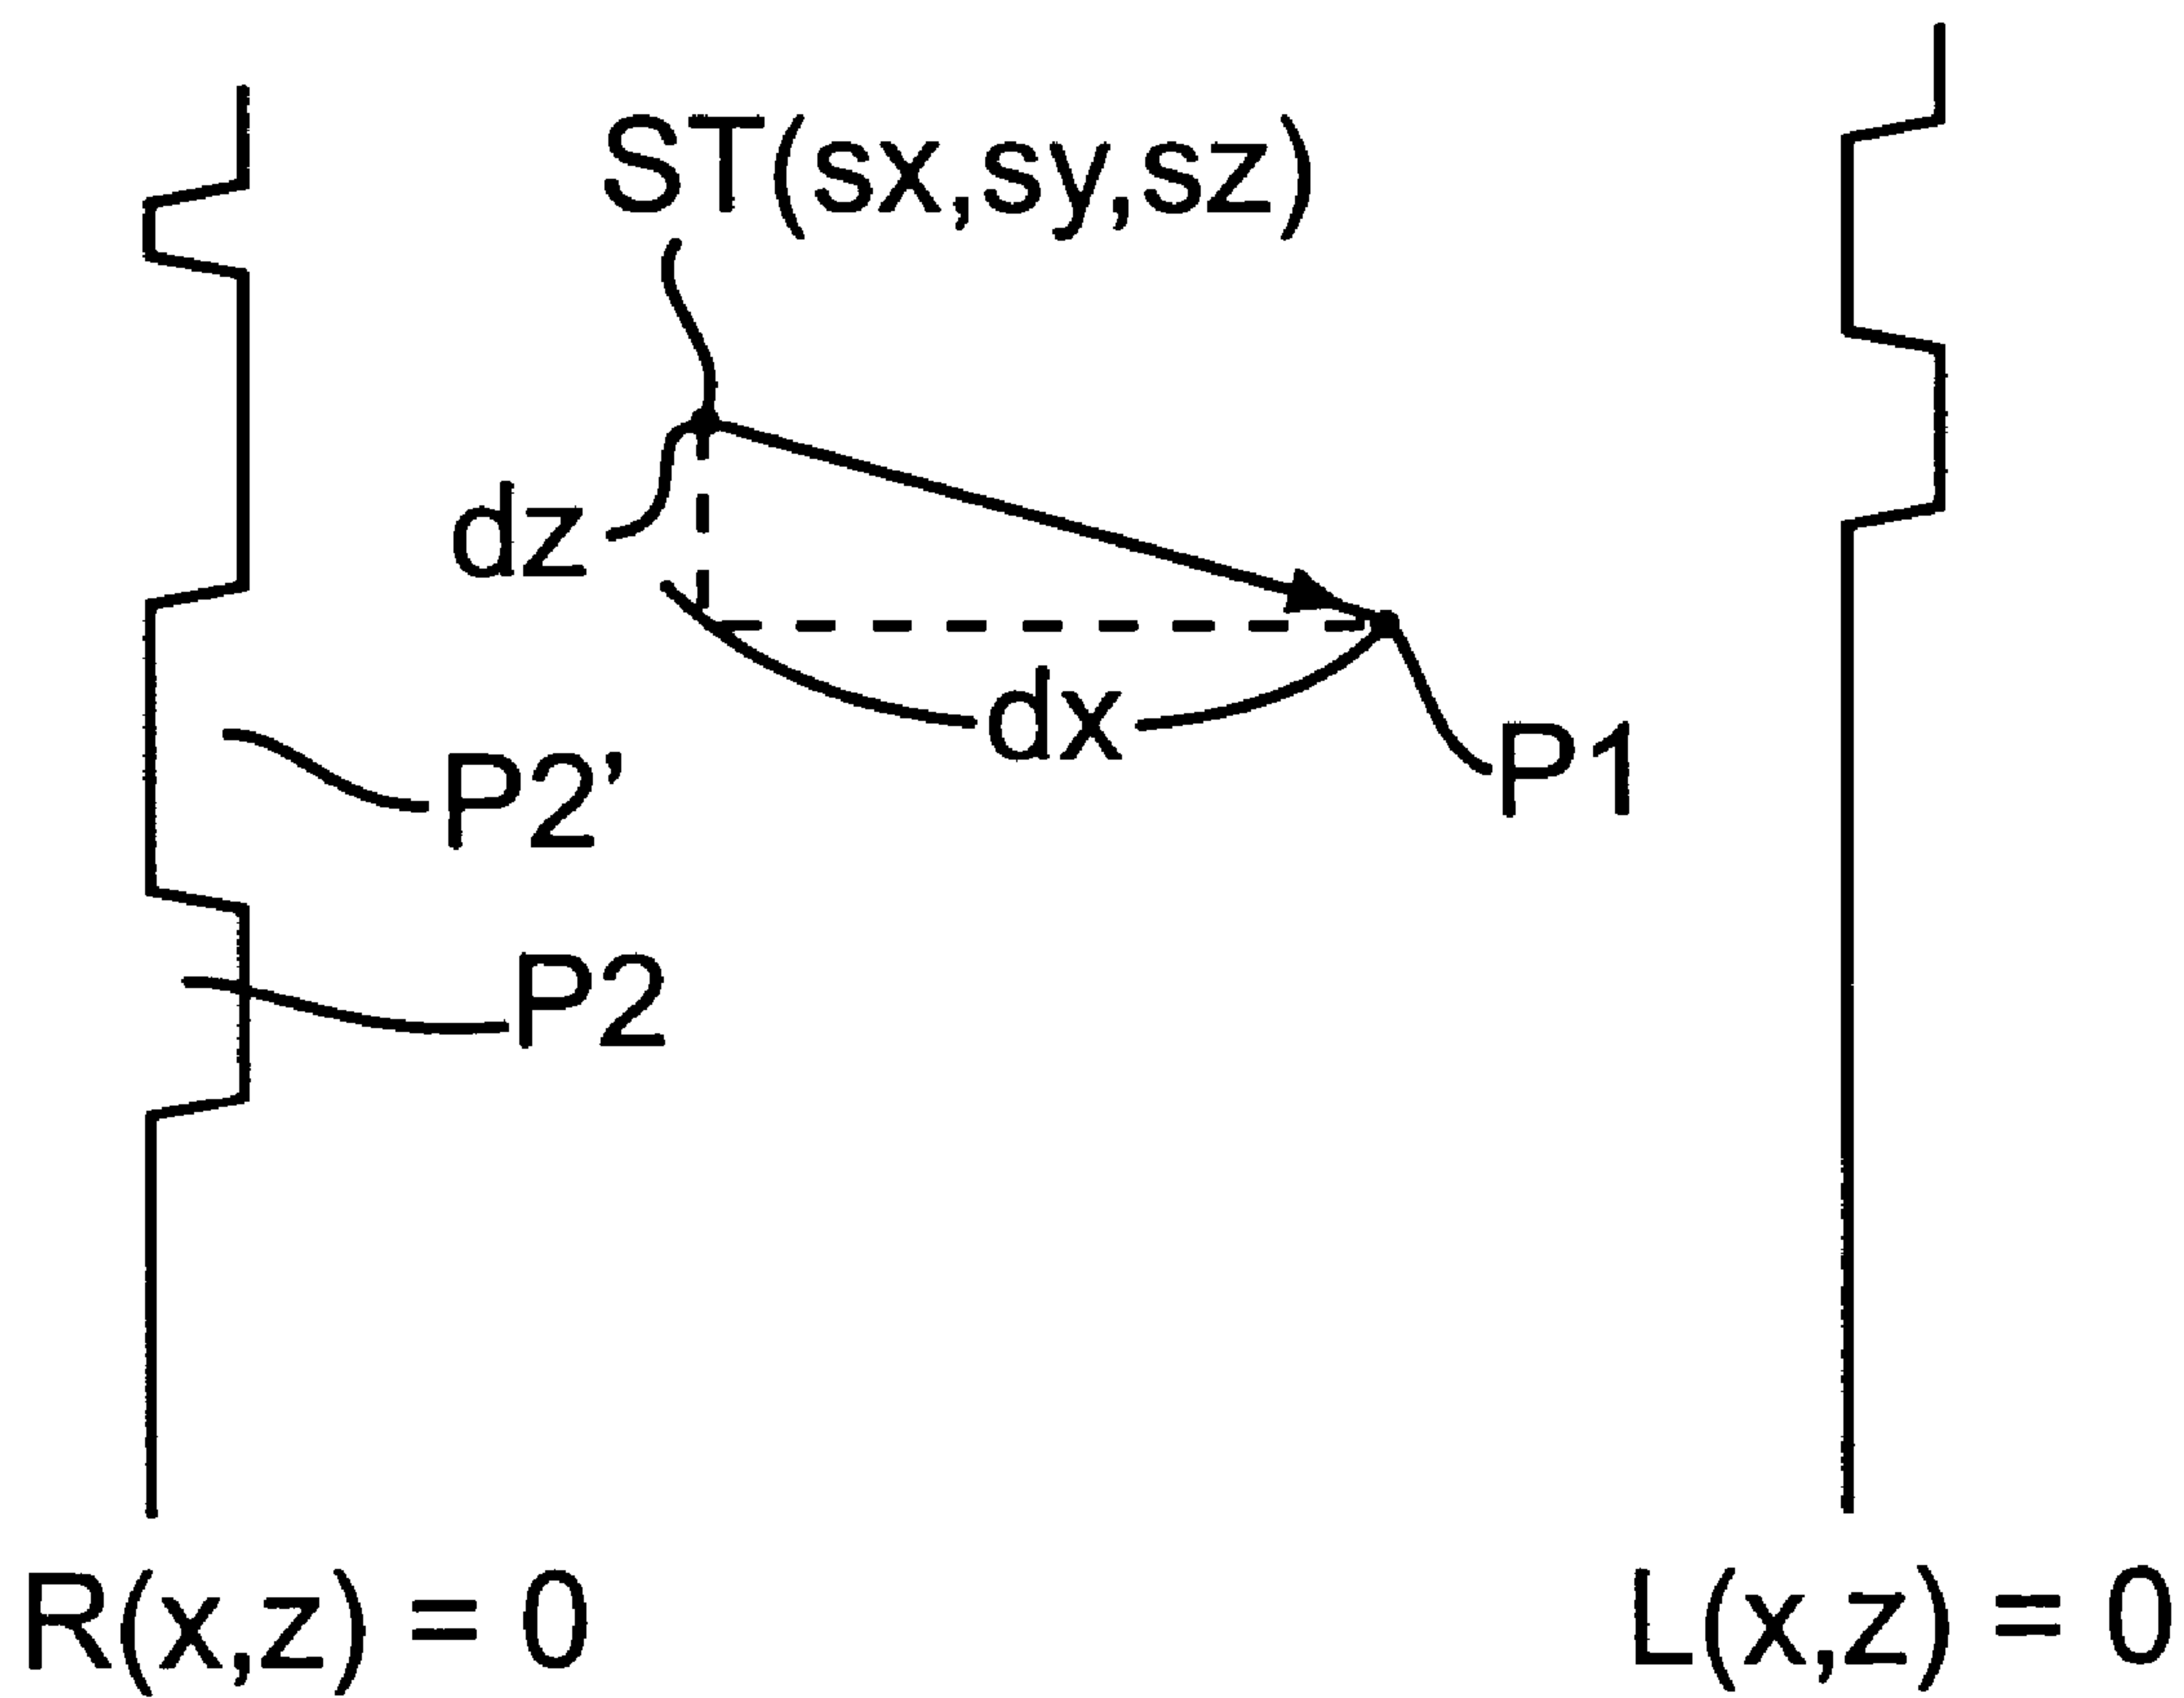 ST(sx,sy,sz)
dz
dx
P1
P2’
P2
R(x,z) = 0
L(x,z) = 0